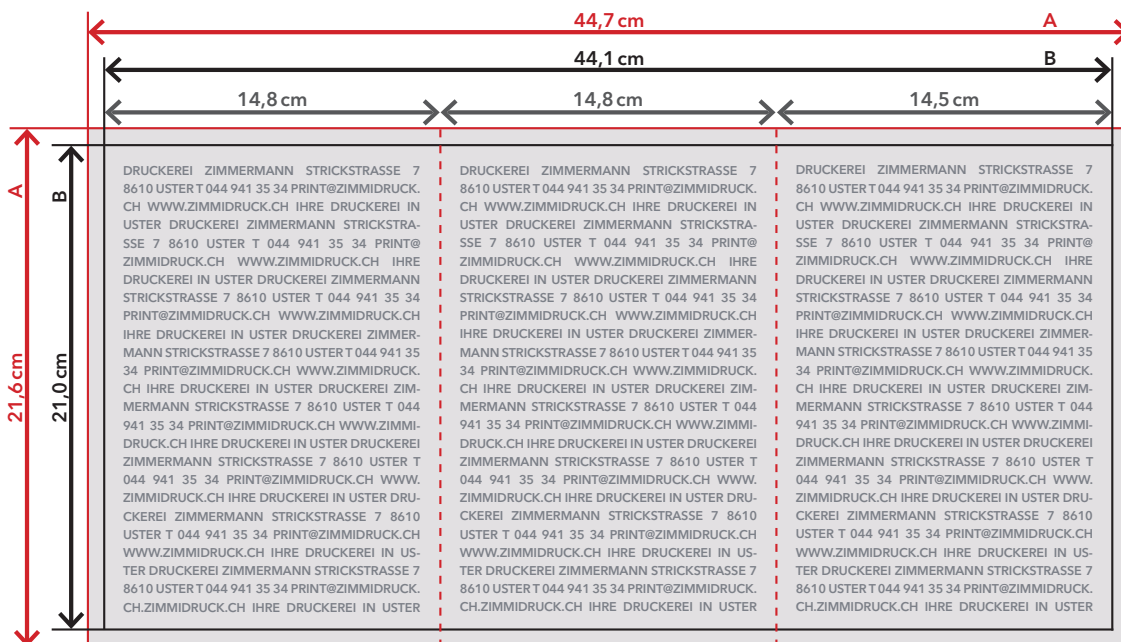 44,7 cm A
44,1 cm B
14,8 cm 14,8 cm 14,5 cm
A
B
21,6 cm
21,0 cm
DRUCKEREI ZIMMERMANN STRICKSTRASSE 7
8610 USTER T 044 941 35 34 PRINT@ZIMMIDRUCK.
CH WWW.ZIMMIDRUCK.CH IHRE DRUCKEREI IN
USTER DRUCKEREI ZIMMERMANN STRICKSTRA-
SSE 7 8610 USTER T 044 941 35 34 PRINT@
ZIMMIDRUCK.CH WWW.ZIMMIDRUCK.CH IHRE
DRUCKEREI IN USTER DRUCKEREI ZIMMERMANN
STRICKSTRASSE 7 8610 USTER T 044 941 35 34
PRINT@ZIMMIDRUCK.CH WWW.ZIMMIDRUCK.CH
IHRE DRUCKEREI IN USTER DRUCKEREI ZIMMER-
MANN STRICKSTRASSE 7 8610 USTER T 044 941 35
34 PRINT@ZIMMIDRUCK.CH WWW.ZIMMIDRUCK.
CH IHRE DRUCKEREI IN USTER DRUCKEREI ZIM-
MERMANN STRICKSTRASSE 7 8610 USTER T 044
941 35 34 PRINT@ZIMMIDRUCK.CH WWW.ZIMMI-
DRUCK.CH IHRE DRUCKEREI IN USTER DRUCKEREI
ZIMMERMANN STRICKSTRASSE 7 8610 USTER T
044 941 35 34 PRINT@ZIMMIDRUCK.CH WWW.
ZIMMIDRUCK.CH IHRE DRUCKEREI IN USTER DRU-
CKEREI ZIMMERMANN STRICKSTRASSE 7 8610
USTER T 044 941 35 34 PRINT@ZIMMIDRUCK.CH
WWW.ZIMMIDRUCK.CH IHRE DRUCKEREI IN US-
TER DRUCKEREI ZIMMERMANN STRICKSTRASSE 7
8610 USTER T 044 941 35 34 PRINT@ZIMMIDRUCK.
CH.ZIMMIDRUCK.CH IHRE DRUCKEREI IN USTER
DRUCKEREI ZIMMERMANN STRICKSTRASSE 7
8610 USTER T 044 941 35 34 PRINT@ZIMMIDRUCK.
CH WWW.ZIMMIDRUCK.CH IHRE DRUCKEREI IN
USTER DRUCKEREI ZIMMERMANN STRICKSTRA-
SSE 7 8610 USTER T 044 941 35 34 PRINT@
ZIMMIDRUCK.CH WWW.ZIMMIDRUCK.CH IHRE
DRUCKEREI IN USTER DRUCKEREI ZIMMERMANN
STRICKSTRASSE 7 8610 USTER T 044 941 35 34
PRINT@ZIMMIDRUCK.CH WWW.ZIMMIDRUCK.CH
IHRE DRUCKEREI IN USTER DRUCKEREI ZIMMER-
MANN STRICKSTRASSE 7 8610 USTER T 044 941 35
34 PRINT@ZIMMIDRUCK.CH WWW.ZIMMIDRUCK.
CH IHRE DRUCKEREI IN USTER DRUCKEREI ZIM-
MERMANN STRICKSTRASSE 7 8610 USTER T 044
941 35 34 PRINT@ZIMMIDRUCK.CH WWW.ZIMMI-
DRUCK.CH IHRE DRUCKEREI IN USTER DRUCKEREI
ZIMMERMANN STRICKSTRASSE 7 8610 USTER T
044 941 35 34 PRINT@ZIMMIDRUCK.CH WWW.
ZIMMIDRUCK.CH IHRE DRUCKEREI IN USTER DRU-
CKEREI ZIMMERMANN STRICKSTRASSE 7 8610
USTER T 044 941 35 34 PRINT@ZIMMIDRUCK.CH
WWW.ZIMMIDRUCK.CH IHRE DRUCKEREI IN US-
TER DRUCKEREI ZIMMERMANN STRICKSTRASSE 7
8610 USTER T 044 941 35 34 PRINT@ZIMMIDRUCK.
CH.ZIMMIDRUCK.CH IHRE DRUCKEREI IN USTER
DRUCKEREI ZIMMERMANN STRICKSTRASSE 7
8610 USTER T 044 941 35 34 PRINT@ZIMMIDRUCK.
CH WWW.ZIMMIDRUCK.CH IHRE DRUCKEREI IN
USTER DRUCKEREI ZIMMERMANN STRICKSTRA-
SSE 7 8610 USTER T 044 941 35 34 PRINT@
ZIMMIDRUCK.CH WWW.ZIMMIDRUCK.CH IHRE
DRUCKEREI IN USTER DRUCKEREI ZIMMERMANN
STRICKSTRASSE 7 8610 USTER T 044 941 35 34
PRINT@ZIMMIDRUCK.CH WWW.ZIMMIDRUCK.CH
IHRE DRUCKEREI IN USTER DRUCKEREI ZIMMER-
MANN STRICKSTRASSE 7 8610 USTER T 044 941 35
34 PRINT@ZIMMIDRUCK.CH WWW.ZIMMIDRUCK.
CH IHRE DRUCKEREI IN USTER DRUCKEREI ZIM-
MERMANN STRICKSTRASSE 7 8610 USTER T 044
941 35 34 PRINT@ZIMMIDRUCK.CH WWW.ZIMMI-
DRUCK.CH IHRE DRUCKEREI IN USTER DRUCKEREI
ZIMMERMANN STRICKSTRASSE 7 8610 USTER T
044 941 35 34 PRINT@ZIMMIDRUCK.CH WWW.
ZIMMIDRUCK.CH IHRE DRUCKEREI IN USTER DRU-
CKEREI ZIMMERMANN STRICKSTRASSE 7 8610
USTER T 044 941 35 34 PRINT@ZIMMIDRUCK.CH
WWW.ZIMMIDRUCK.CH IHRE DRUCKEREI IN US-
TER DRUCKEREI ZIMMERMANN STRICKSTRASSE 7
8610 USTER T 044 941 35 34 PRINT@ZIMMIDRUCK.
CH.ZIMMIDRUCK.CH IHRE DRUCKEREI IN USTER